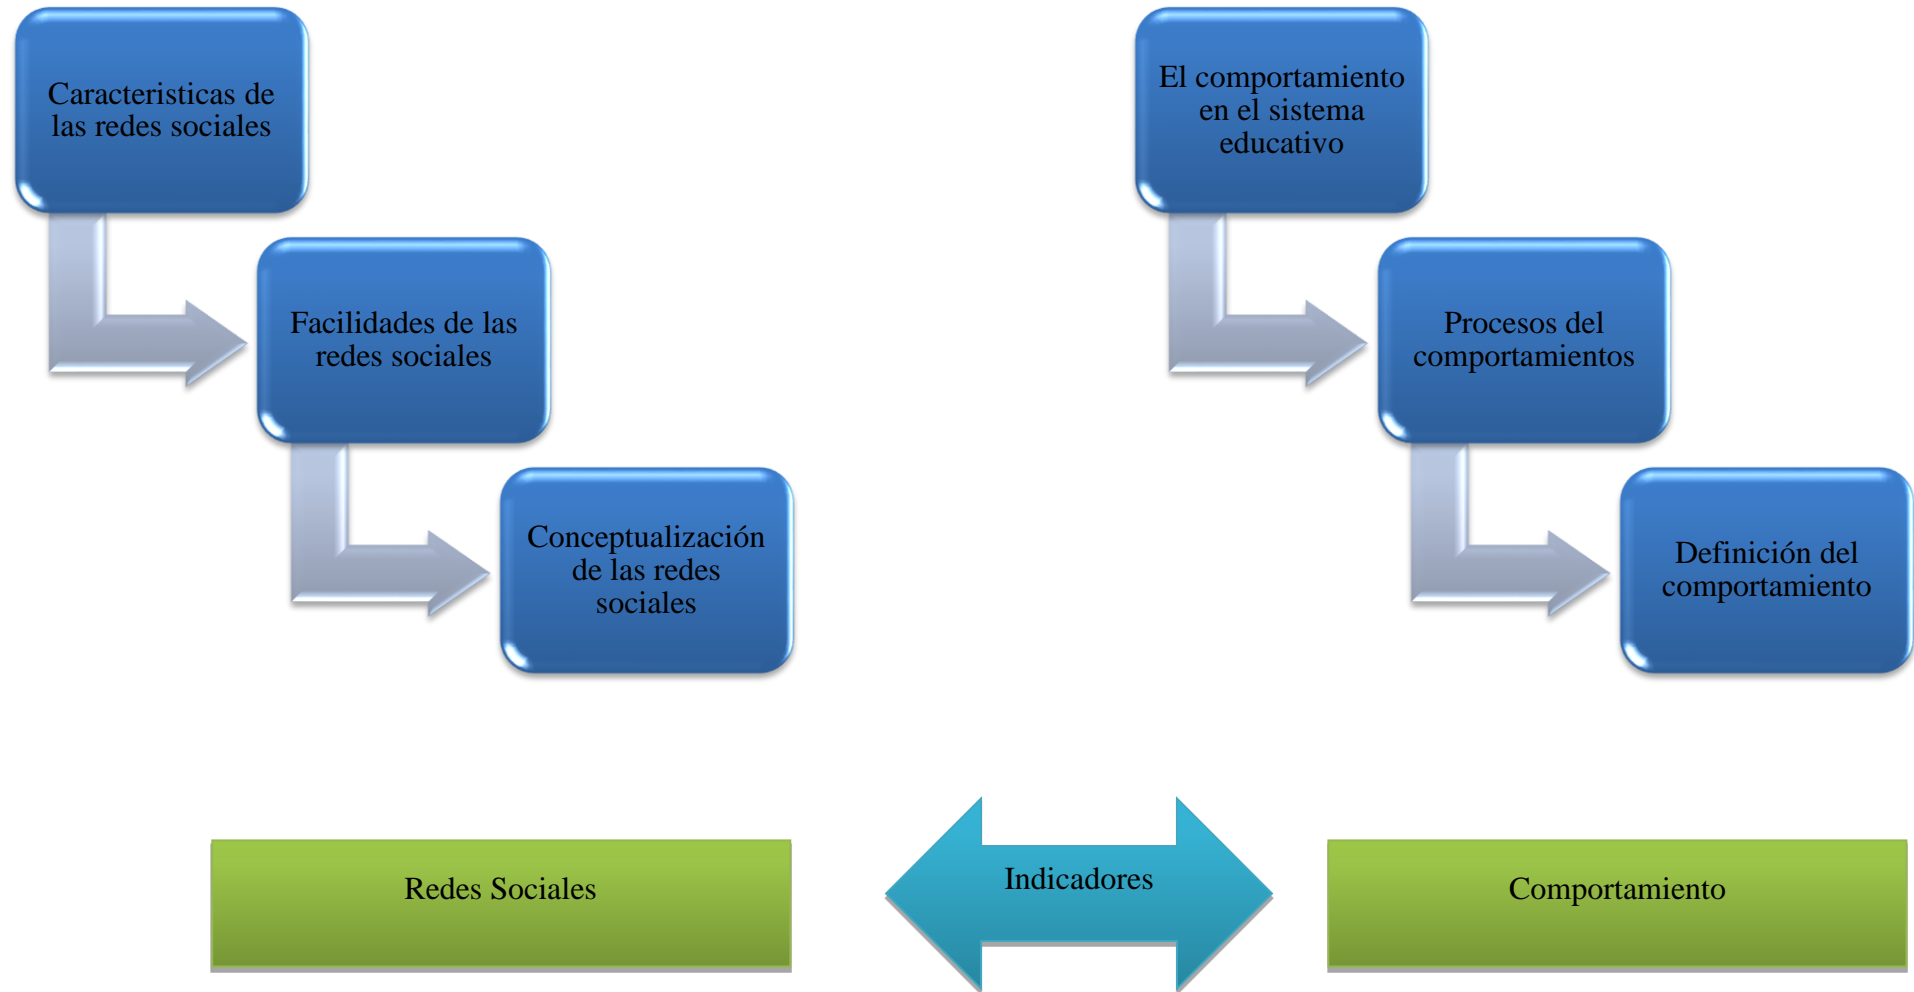 Caracteristicas de
las redes sociales
Facilidades de las
redes sociales
Conceptualización
de las redes
sociales
El comportamiento
en el sistema
educativo
Procesos del
comportamientos
Definición del
comportamiento
Redes Sociales
Indicadores
Comportamiento